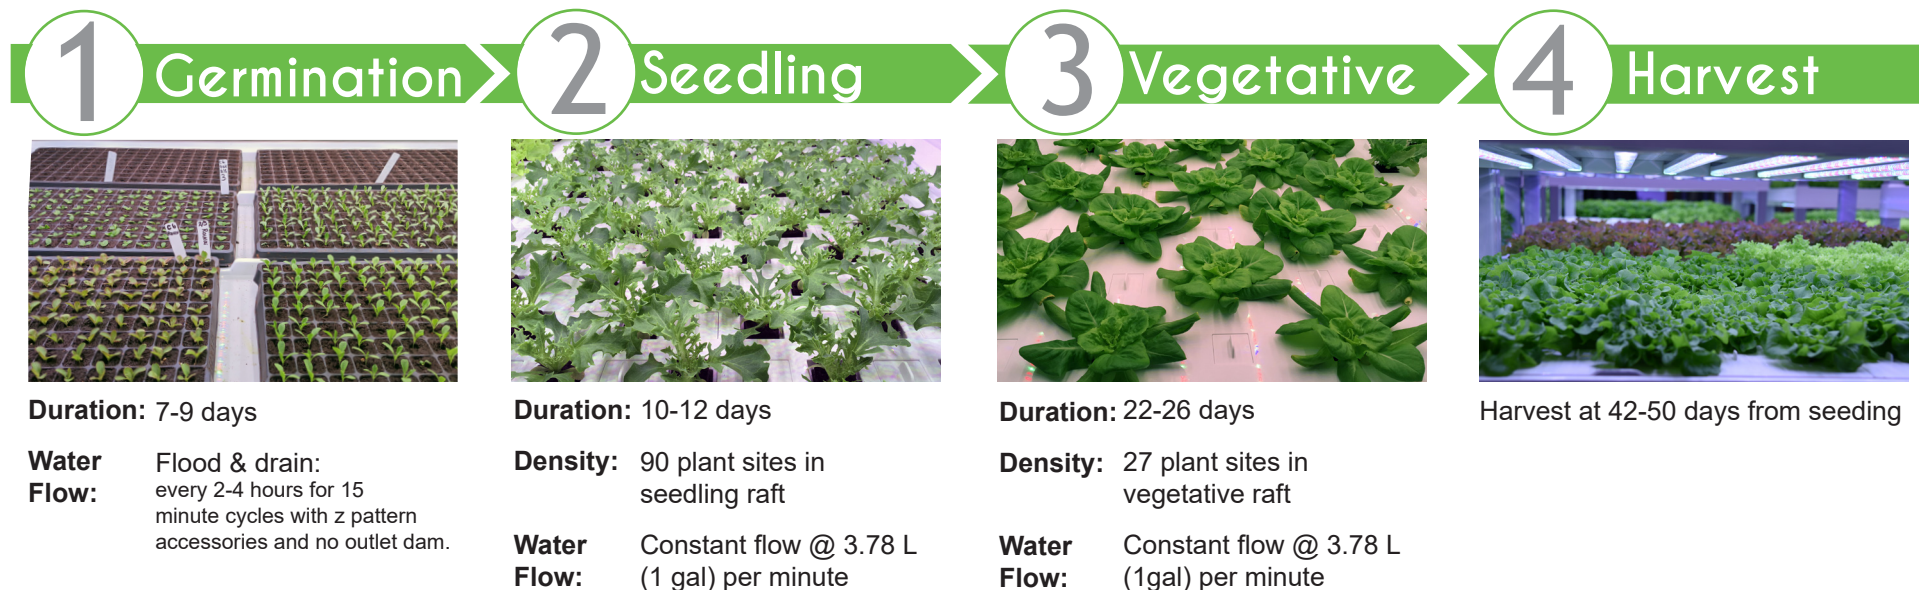 1 Germination
2 Seedling
3 Vegetative
4 Harvest
Duration: 7-9 days
Water
Flow:
Flood & drain:
every 2-4 hours for 15
minute cycles with z pattern
accessories and no outlet dam.
Duration: 10-12 days
Density: 90 plant sites in
seedling raft
Water
Flow:
Constant flow @ 3.78 L
(1 gal) per minute
Duration: 22-26 days
Density: 27 plant sites in
vegetative raft
Water
Flow:
Constant flow @ 3.78 L
(1gal) per minute
Harvest at 42-50 days from seeding